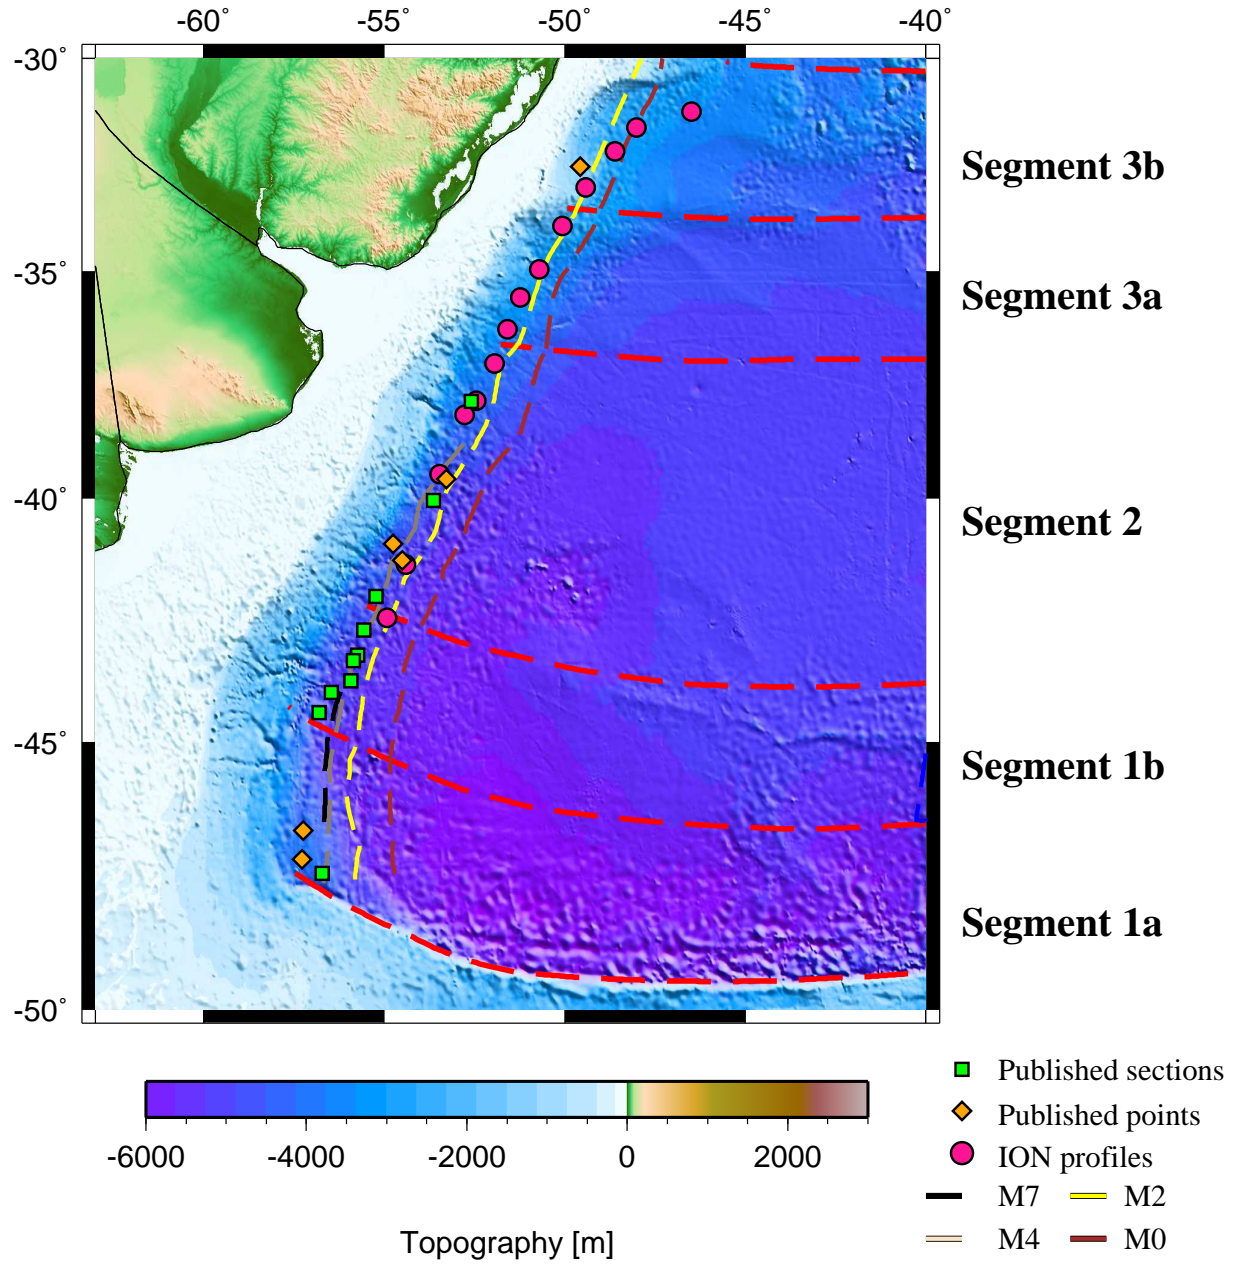 -60° -55° -50° -45° -40°
-30°
Segment 3b
-35°
Segment 3a
-40°
Segment 2
-45°
Segment 1b
Segment 1a
-50°
Published sections
Published points
-6000 -4000 -2000 0 2000
ION profiles
M7 M2
Topography [m]
M4 M0